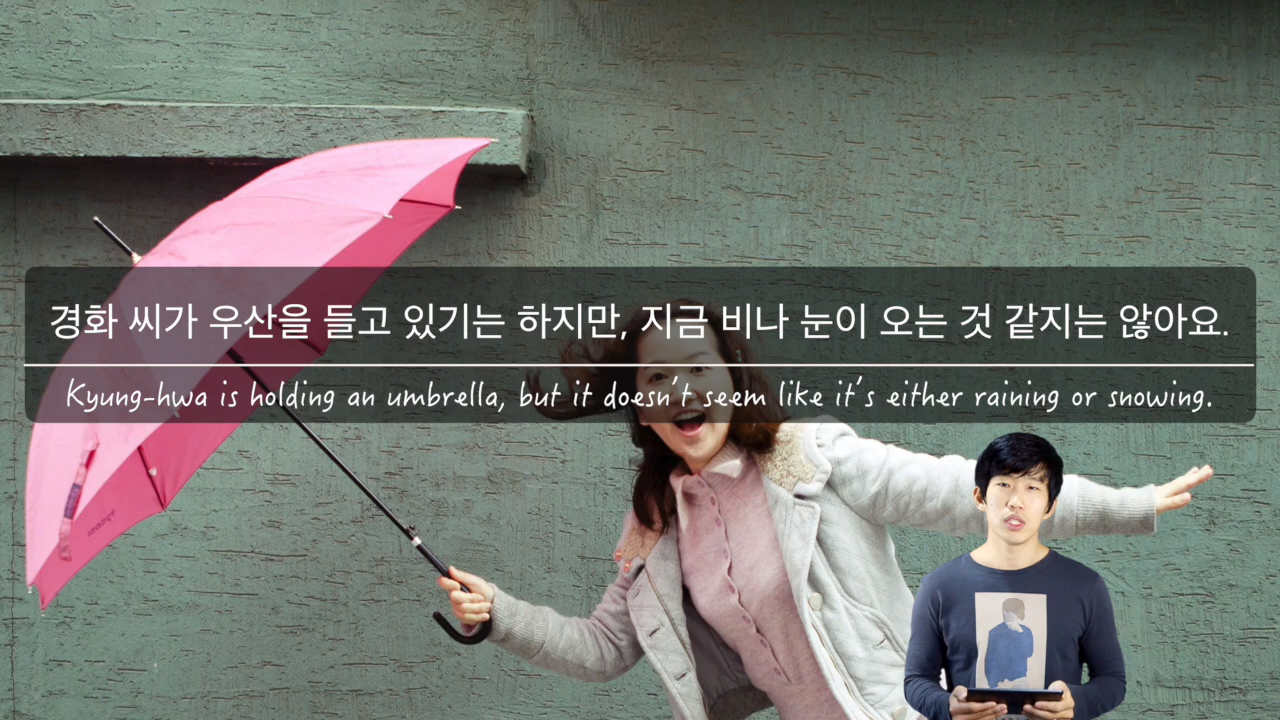 경화 씨가 우산을 들고 있기는 하지만, 지금 비나 눈이 오는 것 같지는 않아요.
Kyung-hwa is holding an umbrella, but it doesn't seem like it's either raining or snowing.